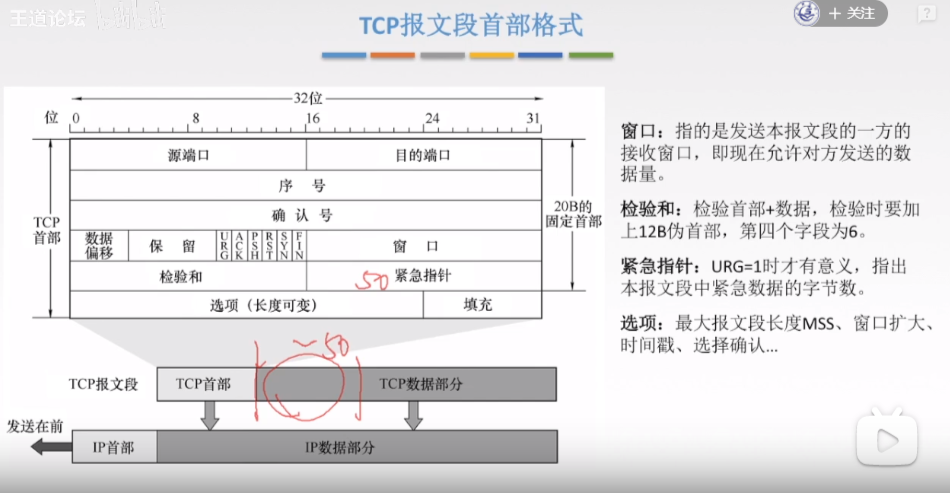 王道论坛
bilibili
+ 关注
TCP报文段首部格式
32位
位 0 8 16 24 31
源端口 目的端口
序 号
TCP首部
确认号
20B的固定首部
数据偏移 保 留 URG ACK PSH RST SYN FIN 窗 口
检验和 50 紧急指针
选项(长度可变) 填充
~50
TCP报文段 TCP首部 TCP数据部分
发送在前
IP首部 IP数据部分
窗口:指的是发送本报文段的一方的
接收窗口,即现在允许对方发送的数
据量。
检验和:检验首部+数据,检验时要加
上12B伪首部,第四个字段为6。
紧急指针:URG=1时才有意义,指出
本报文段中紧急数据的字节数。
选项:最大报文段长度MSS、窗口扩大、
时间戳、选择确认...